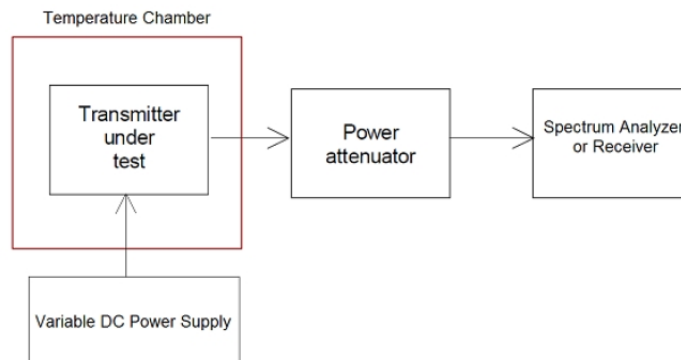 Temperature Chamber
Transmitter
under
test
Power
attenuator
Spectrum Analyzer
or Receiver
Variable DC Power Supply